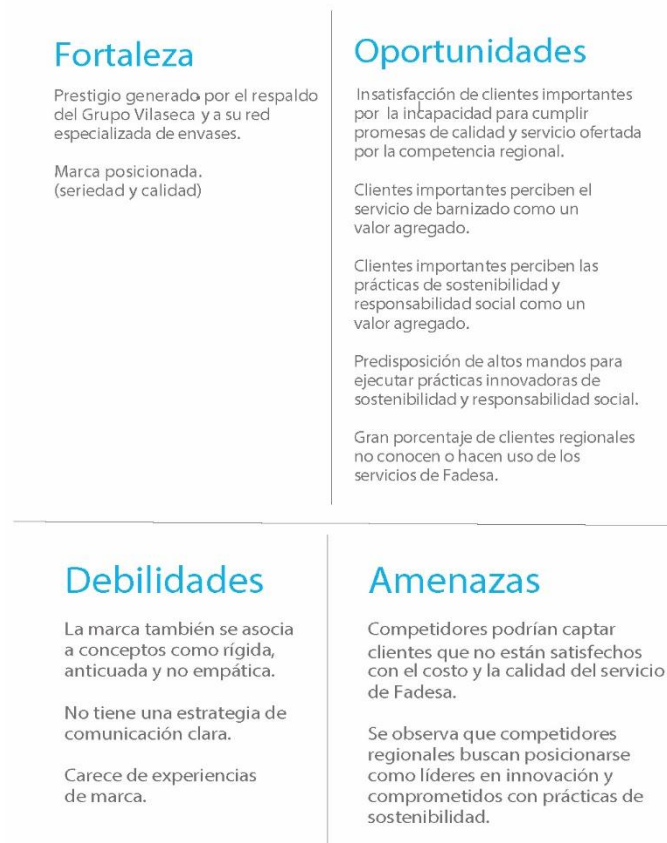 Fortaleza
Prestigio generado por el respaldo
del Grupo Vilaseca y a su red
especializada de envases.
Marca posicionada.
(seriedad y calidad)
Oportunidades
Insatisfacción de clientes importantes
por la incapacidad para cumplir
promesas de calidad y servicio ofertada
por la competencia regional.
Clientes importantes perciben el
servicio de barnizado como un
valor agregado.
Clientes importantes perciben las
prácticas de sostenibilidad y
responsabilidad social como un
valor agregado.
Predisposición de altos mandos para
ejecutar prácticas innovadoras de
sostenibilidad y responsabilidad social.
Gran porcentaje de clientes regionales
no conocen o hacen uso de los
servicios de Fadesa.
Debilidades
La marca también se asocia
a conceptos como rígida,
anticuada y no empática.
No tiene una estrategia de
comunicación clara.
Carece de experiencias
de marca.
Amenazas
Competidores podrían captar
clientes que no están satisfechos
con el costo y la calidad del servicio
de Fadesa.
Se observa que competidores
regionales buscan posicionarse
como líderes en innovación y
comprometidos con prácticas de
sostenibilidad.